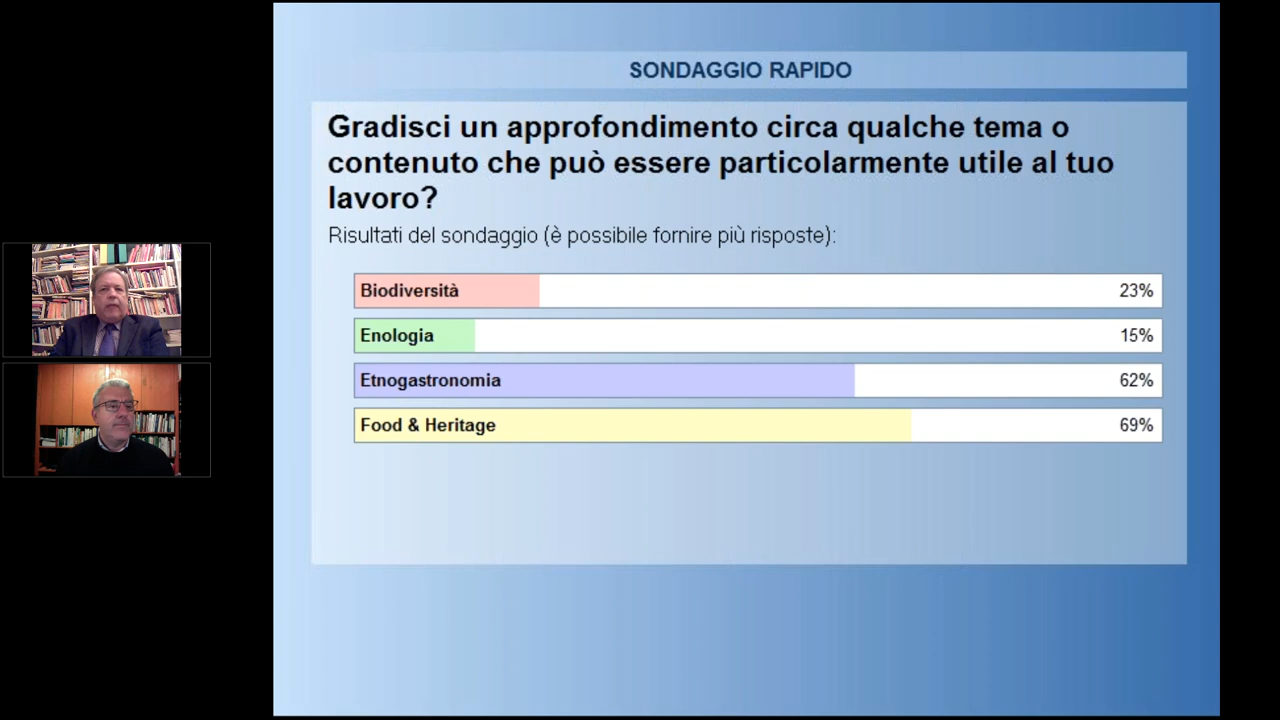 SONDAGGIO RAPIDO
Gradisci un approfondimento circa qualche tema o
contenuto che può essere particolarmente utile al tuo
lavoro?
Risultati del sondaggio (è possibile fornire più risposte):
Biodiversità 23%
Enologia 15%
Etnogastronomia 62%
Food & Heritage 69%